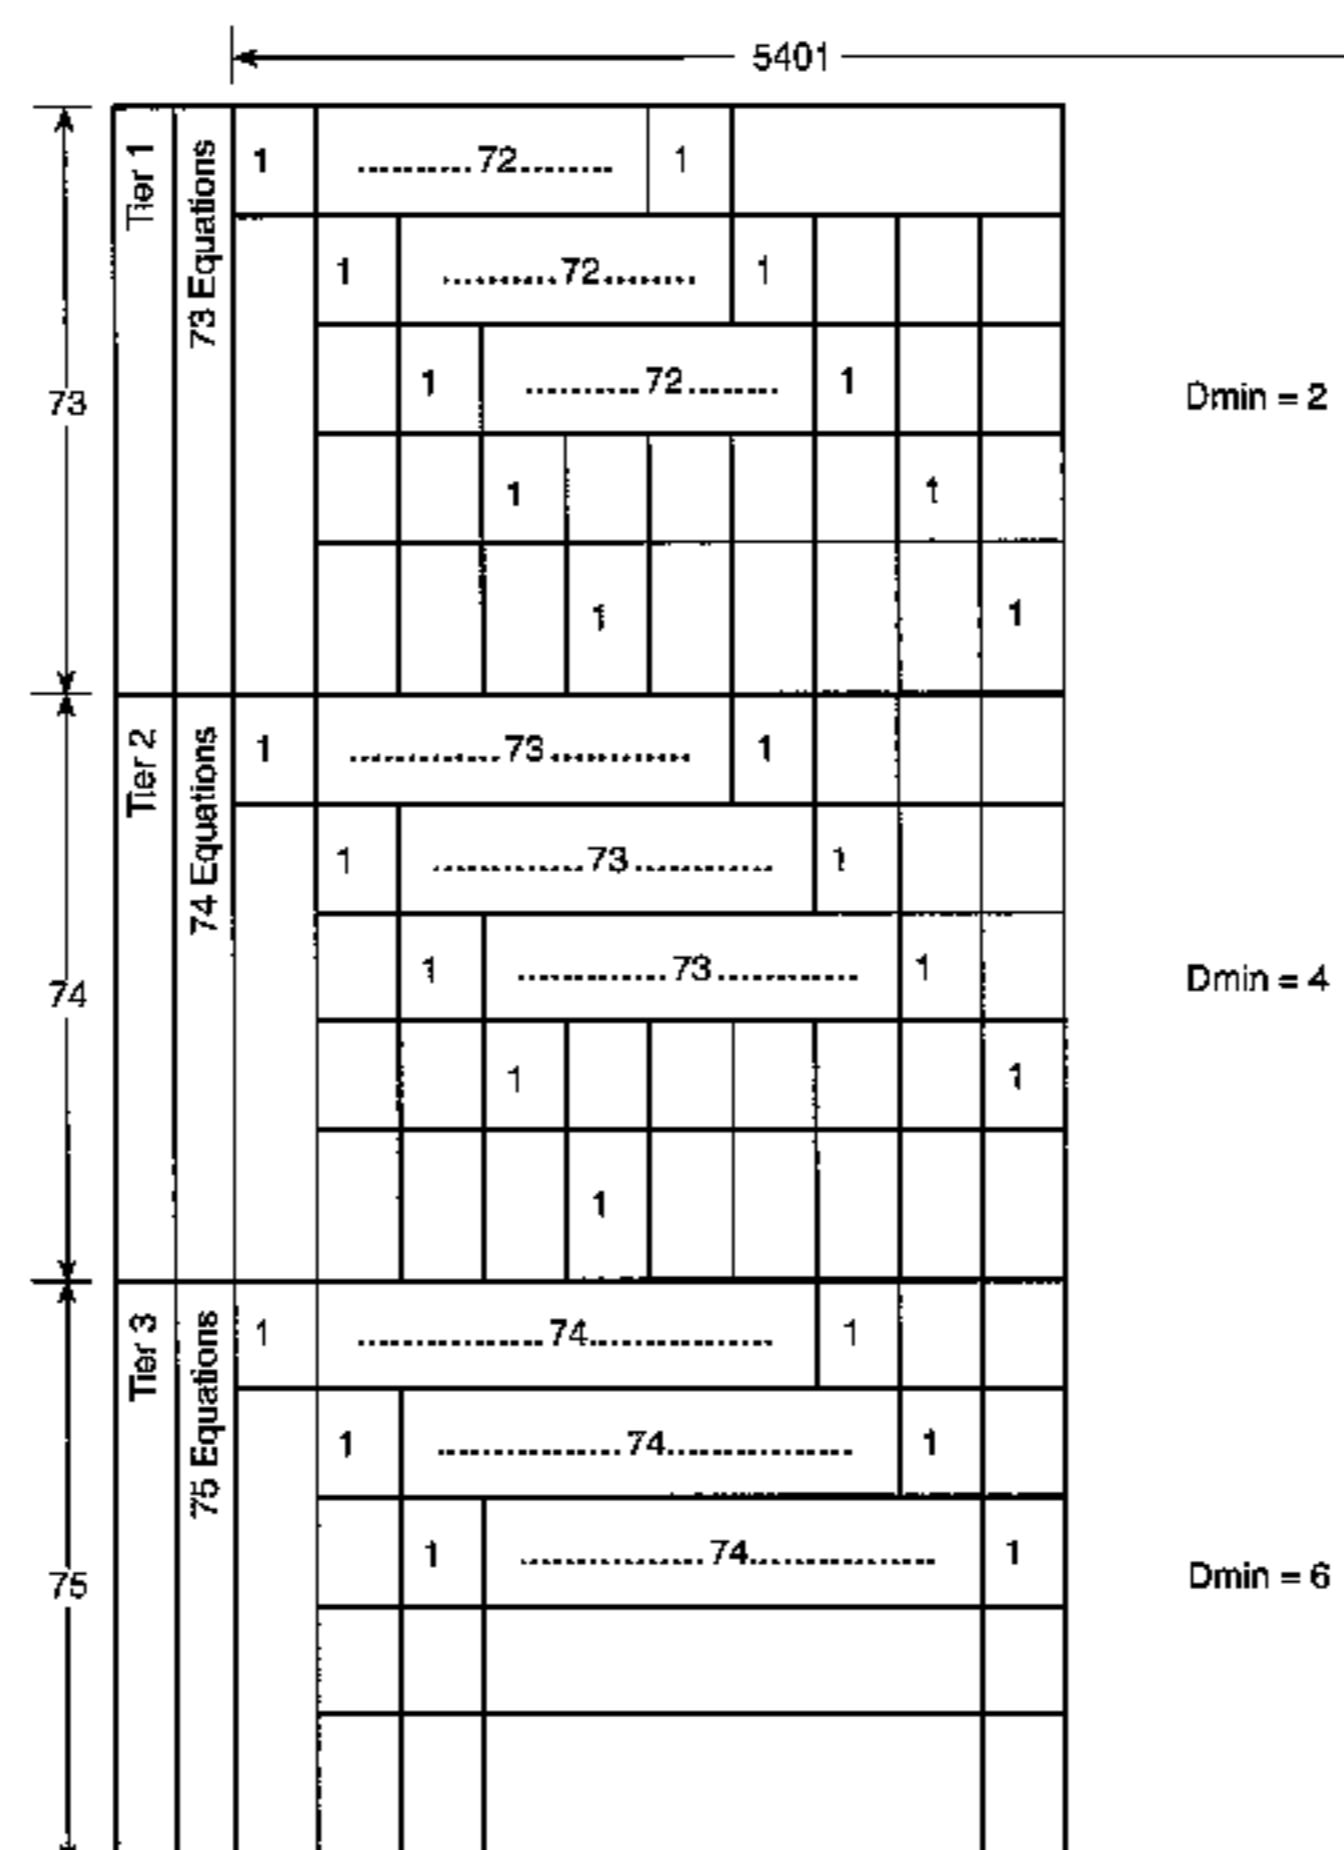 5401
Tier 1
73 Equations
1 ...........72......... 1
1 ...........72......... 1
73
1 ...........72......... 1
Dmin = 2
1 1
1 1
Tier 2
74 Equations
1 ..............73.............. 1
1 ..............73.............. 1
74
1 ..............73.............. 1
Dmin = 4
1 1
1
Tier 3
75 Equations
1 ..................74.................. 1
1 ..................74.................. 1
75
1 ..................74.................. 1
Dmin = 6